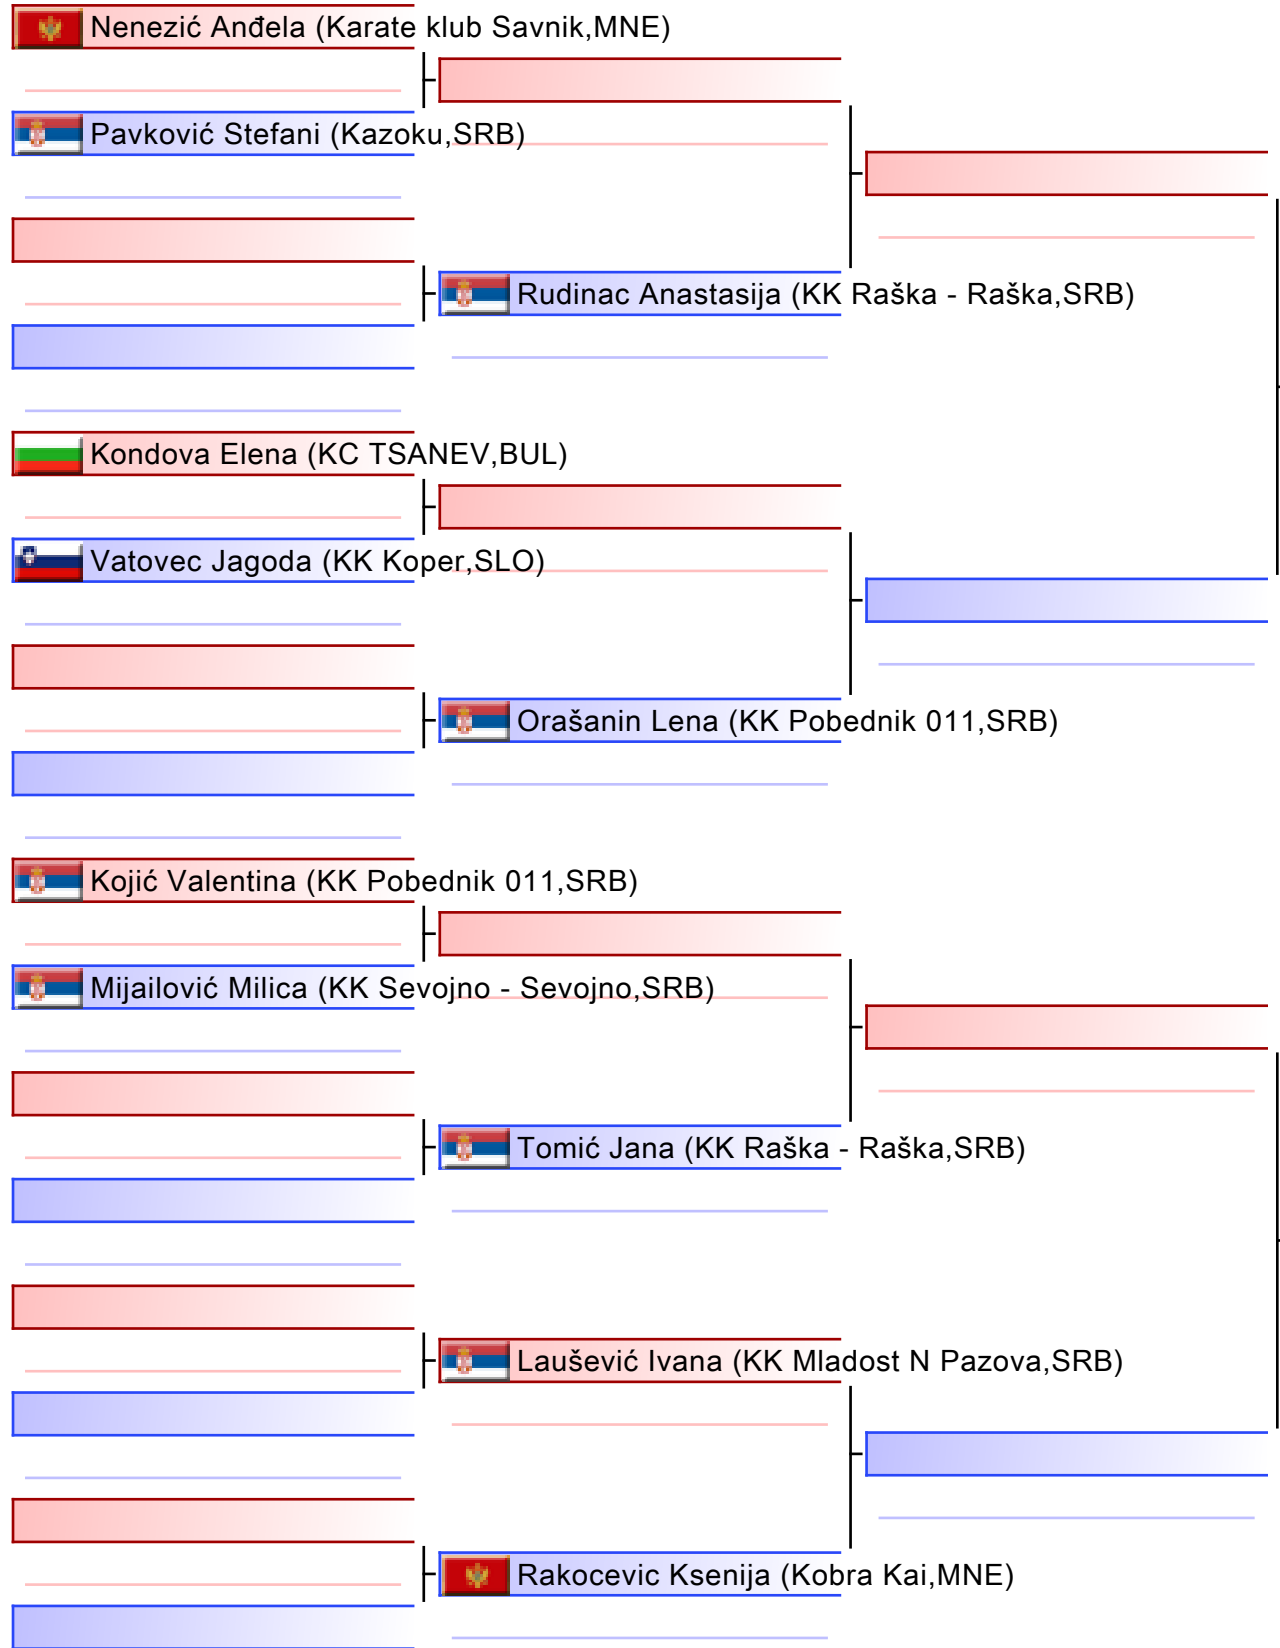 Nenezić Anđela (Karate klub Savnik,MNE)
Pavković Stefani (Kazoku,SRB)
Rudinac Anastasija (KK Raška - Raška,SRB)
Kondova Elena (KC TSANEV,BUL)
Vatovec Jagoda (KK Koper,SLO)
Orašanin Lena (KK Pobednik 011,SRB)
Kojić Valentina (KK Pobednik 011,SRB)
Mijailović Milica (KK Sevojno - Sevojno,SRB)
Tomić Jana (KK Raška - Raška,SRB)
Laušević Ivana (KK Mladost N Pazova,SRB)
Rakocevic Ksenija (Kobra Kai,MNE)